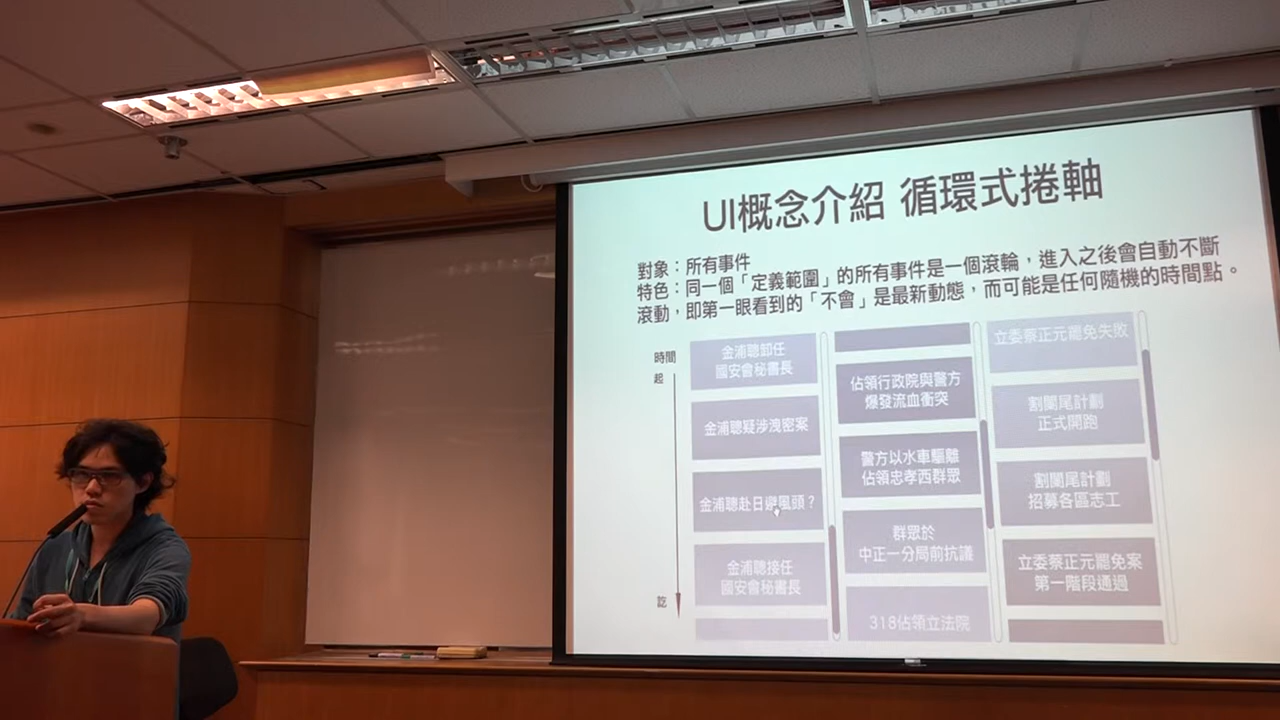 UI概念介紹 循環式捲軸
對象：所有事件
特色：同一個「定義範圍」的所有事件是一個滾輪，進入之後會自動不斷
滾動，即第一眼看到的「不會」是最新動態，而可能是任何隨機的時間點。
時間
起
訖
金浦聰卸任
國安會秘書長
金浦聰疑涉洩密案
金浦聰赴日避風頭？
金浦聰接任
國安會秘書長
佔領行政院與警方
爆發流血衝突
警方以水車驅離
佔領忠孝西群眾
群眾於
中正一分局前抗議
318佔領立法院
立委蔡正元罷免失敗
割闌尾計劃
正式開跑
割闌尾計劃
招募各區志工
立委蔡正元罷免案
第一階段通過